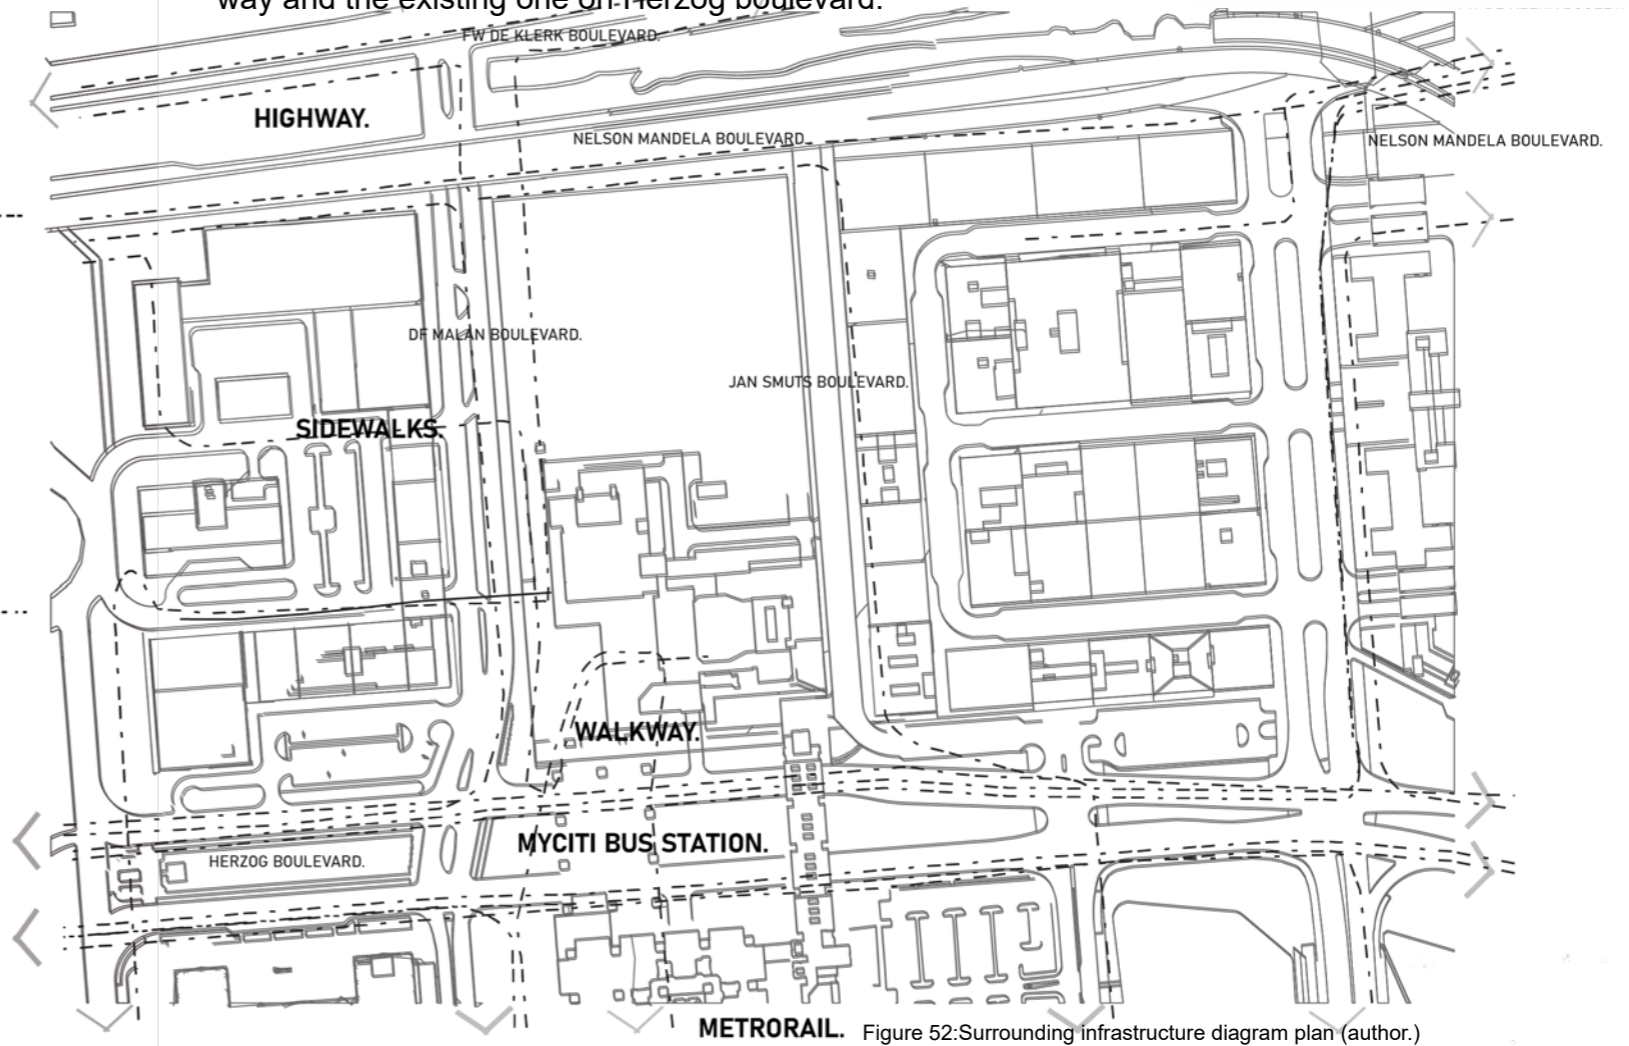 way and the existing one on Herzog boulevard.
FW DE KLERK BOULEVARD.
HIGHWAY.
NELSON MANDELA BOULEVARD.
NELSON MANDELA BOULEVARD.
DF MALAN BOULEVARD.
JAN SMUTS BOULEVARD.
SIDEWALKS.
WALKWAY.
MYCITI BUS STATION.
HERZOG BOULEVARD.
METRORAIL.
Figure 52:Surrounding infrastructure diagram plan (author.)